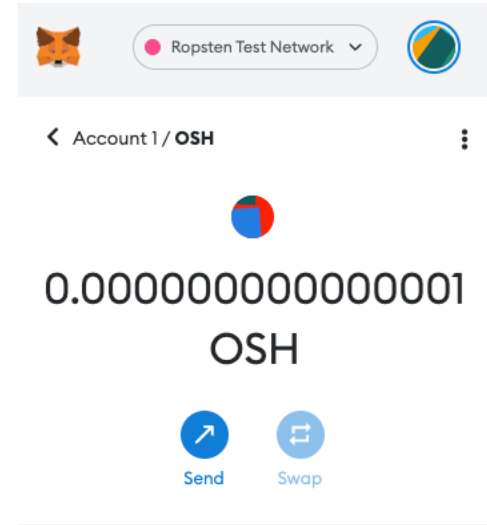 Ropsten Test Network
Account 1 / OSH
0.000000000000001
OSH
Send
Swap